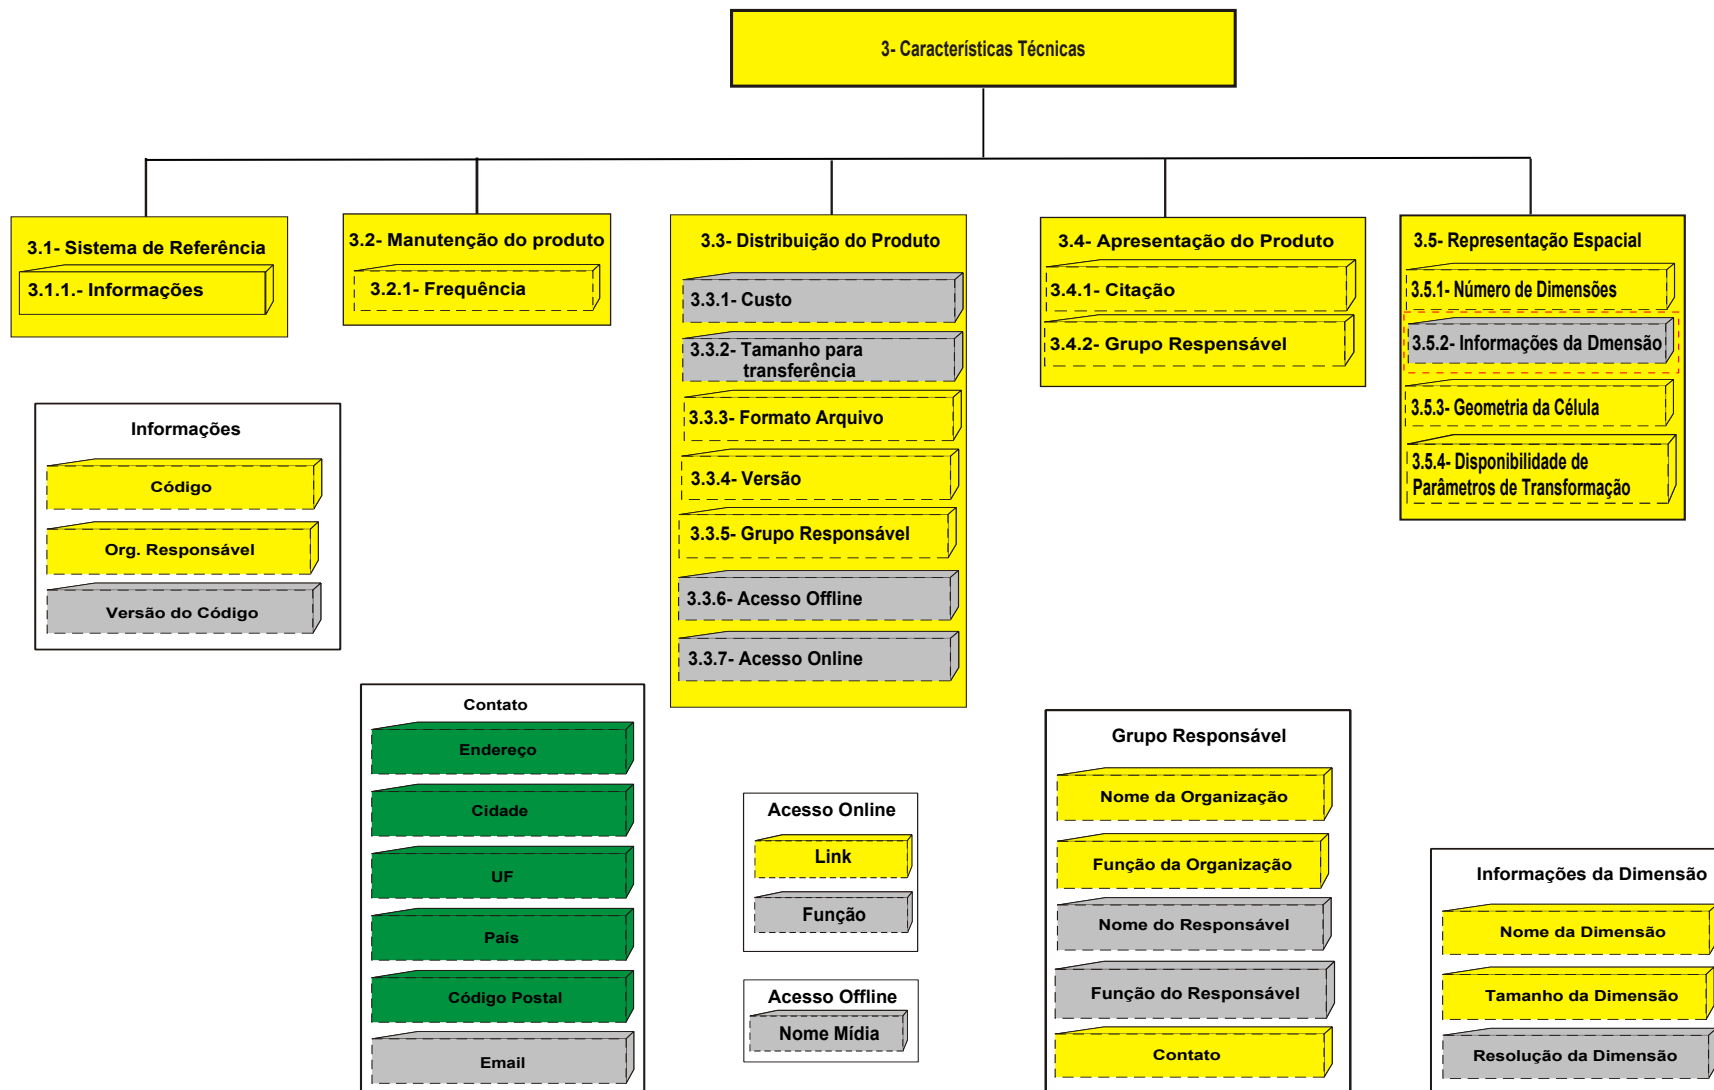 3- Características Técnicas
3.1- Sistema de Referência
3.1.1.- Informações
3.2- Manutenção do produto
3.2.1- Frequência
3.3- Distribuição do Produto
3.3.1- Custo
3.3.2- Tamanho para
transferência
3.3.3- Formato Arquivo
3.3.4- Versão
3.3.5- Grupo Responsável
3.3.6- Acesso Offline
3.3.7- Acesso Online
3.4- Apresentação do Produto
3.4.1- Citação
3.4.2- Grupo Respensável
3.5- Representação Espacial
3.5.1- Número de Dimensões
3.5.2- Informações da Dmensão
3.5.3- Geometria da Célula
3.5.4- Disponibilidade de
Parâmetros de Transformação
Informações
Código
Org. Responsável
Versão do Código
Contato
Endereço
Cidade
UF
País
Código Postal
Email
Acesso Online
Link
Função
Acesso Offline
Nome Mídia
Grupo Responsável
Nome da Organização
Função da Organização
Nome do Responsável
Função do Responsável
Contato
Informações da Dimensão
Nome da Dimensão
Tamanho da Dimensão
Resolução da Dimensão